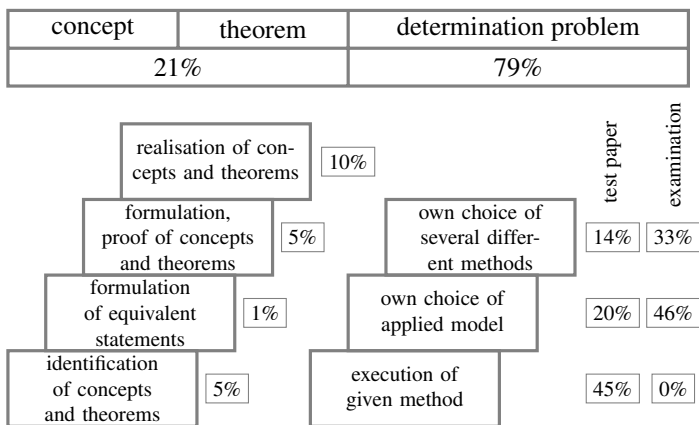 concept theorem determination problem
21% 79%
realisation of con-
cepts and theorems
10%
test paper
examination
formulation,
proof of concepts
and theorems
5%
own choice of
several differ-
ent methods
14% 33%
formulation
of equivalent
statements
1%
own choice of
applied model
20% 46%
identification
of concepts
and theorems
5%
execution of
given method
45% 0%